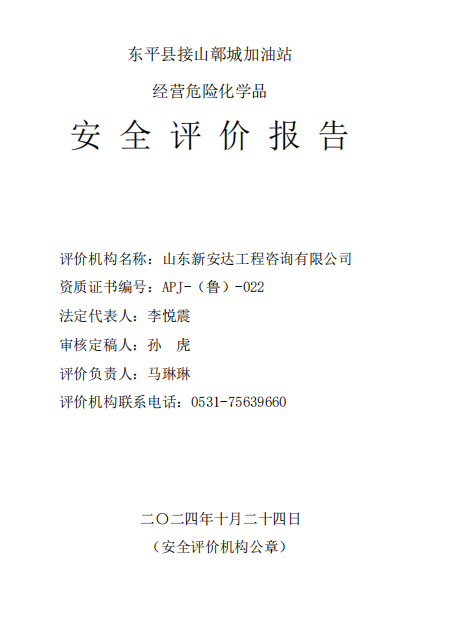 东平县接山鄣城加油站
经营危险化学品
安全评价报告
评价机构名称：山东新安达工程咨询有限公司
资质证书编号：APJ-（鲁）-022
法定代表人：李悦震
审核定稿人：孙　虎
评价负责人：马琳琳
评价机构联系电话：0531-75639660
二〇二四年十月二十四日
（安全评价机构公章）